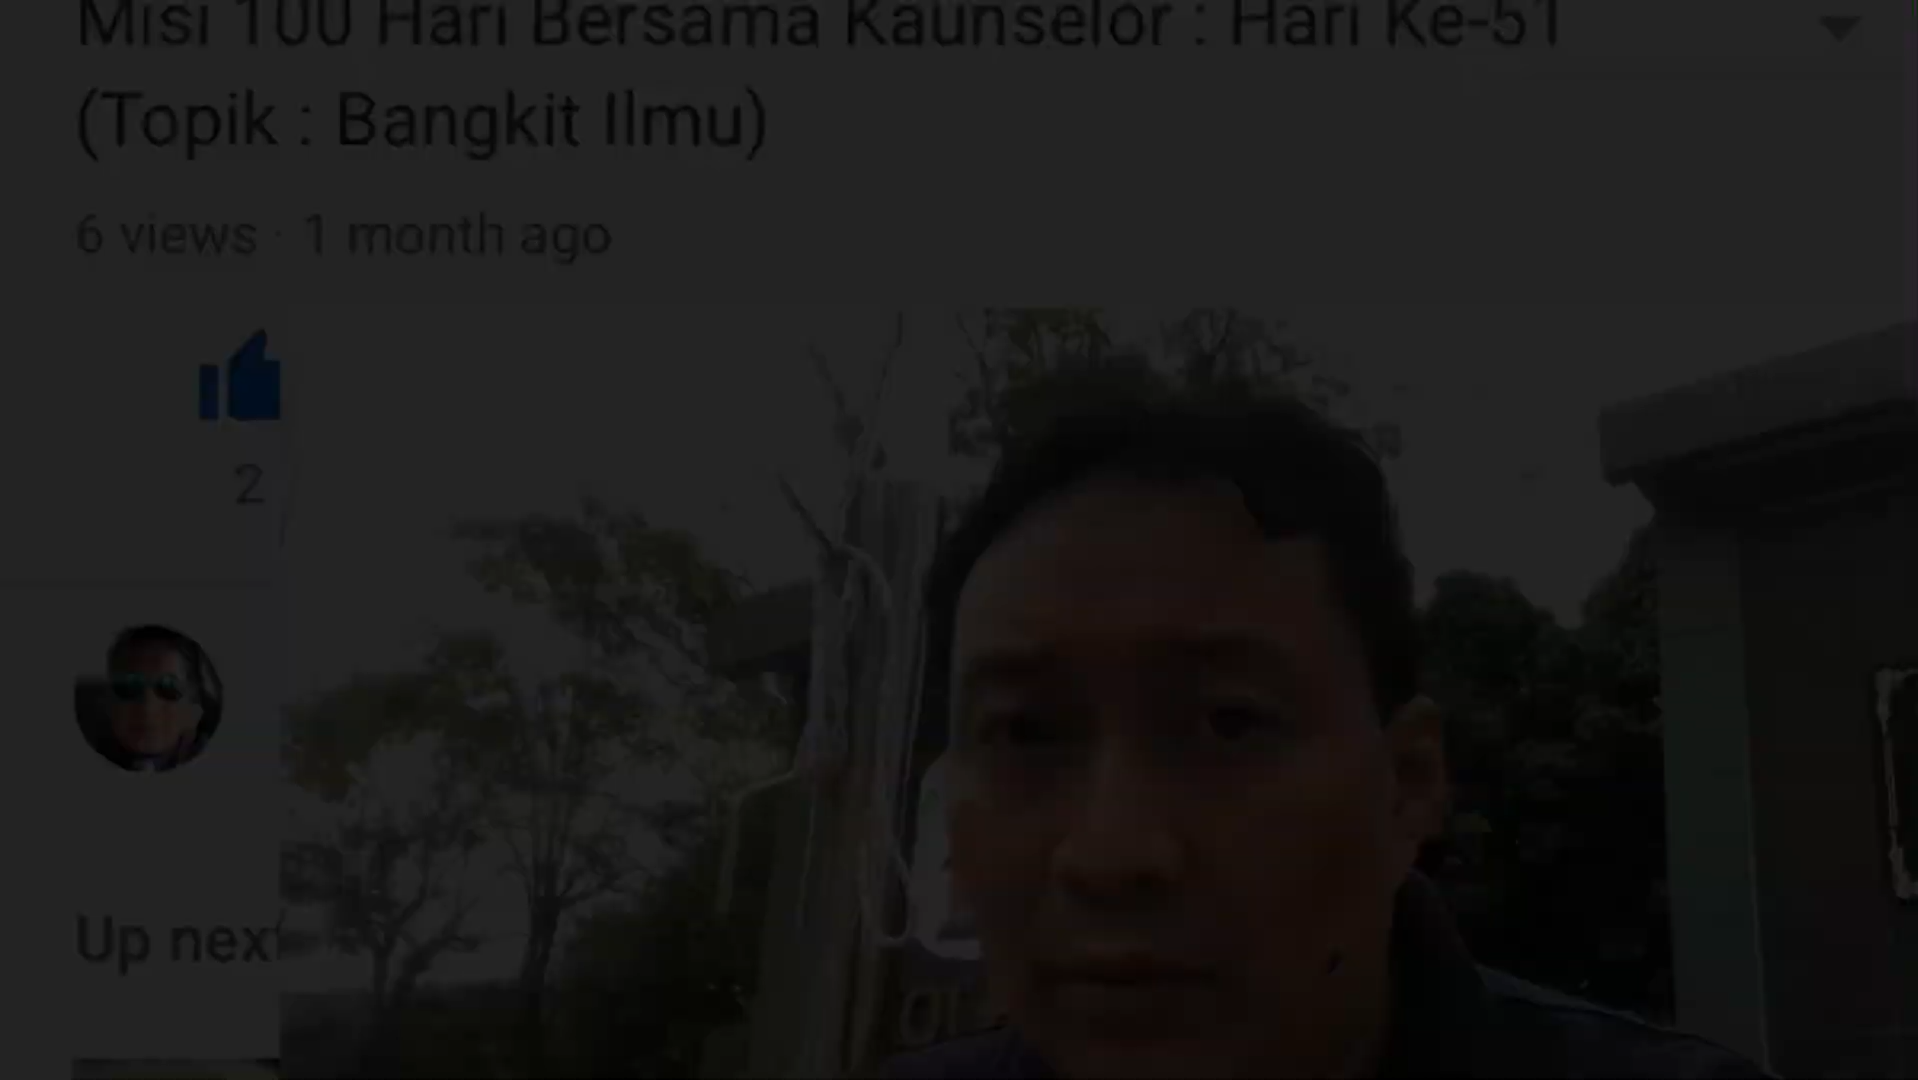 Misi 100 Hari Bersama Kaunselor : Hari Ke-51
(Topik : Bangkit Ilmu)
6 views · 1 month ago
2
Up next